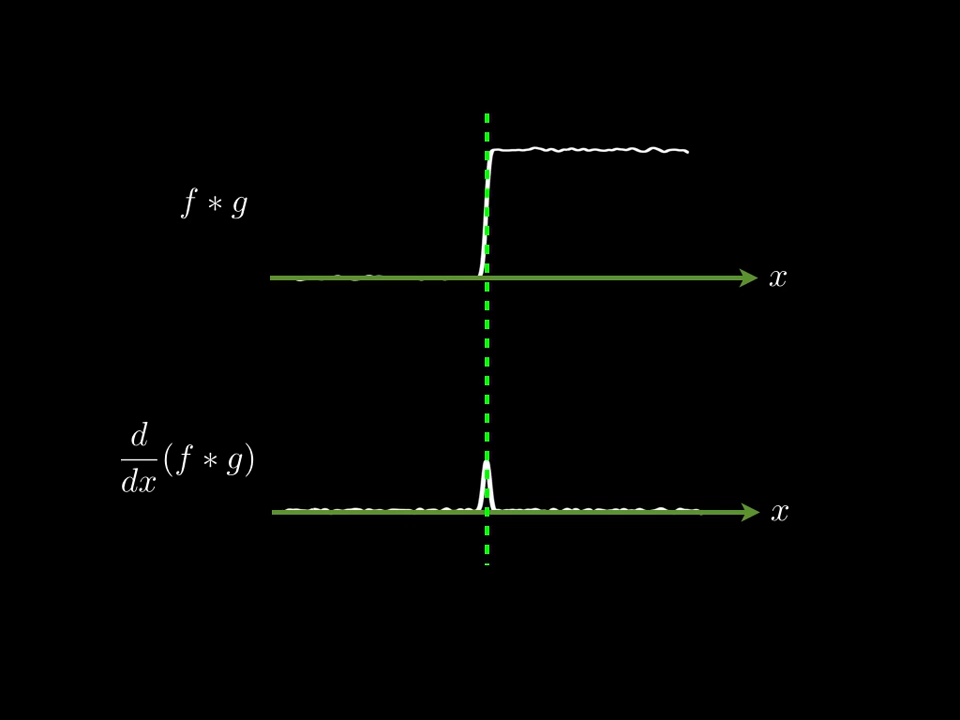 f * g
x
d/dx (f * g)
x